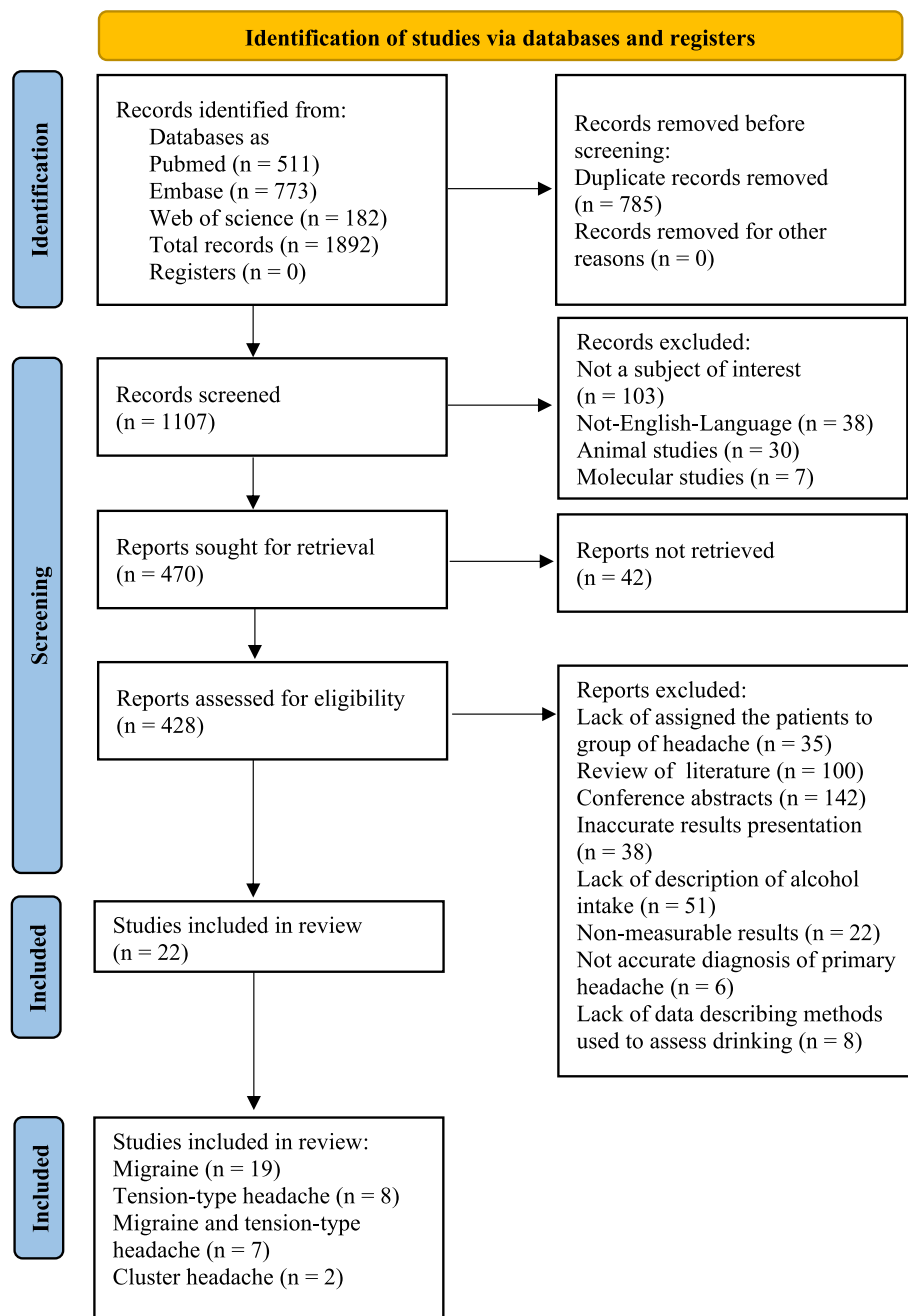 Identification of studies via databases and registers
Identification
Records identified from:
Databases as
Pubmed (n = 511)
Embase (n = 773)
Web of science (n = 182)
Total records (n = 1892)
Registers (n = 0)
Records removed before
screening:
Duplicate records removed
(n = 785)
Records removed for other
reasons (n = 0)
Screening
Records screened
(n = 1107)
Records excluded:
Not a subject of interest
(n = 103)
Not-English-Language (n = 38)
Animal studies (n = 30)
Molecular studies (n = 7)
Reports sought for retrieval
(n = 470)
Reports not retrieved
(n = 42)
Reports assessed for eligibility
(n = 428)
Reports excluded:
Lack of assigned the patients to
group of headache (n = 35)
Review of literature (n = 100)
Conference abstracts (n = 142)
Inaccurate results presentation
(n = 38)
Lack of description of alcohol
intake (n = 51)
Non-measurable results (n = 22)
Not accurate diagnosis of primary
headache (n = 6)
Lack of data describing methods
used to assess drinking (n = 8)
Included
Studies included in review
(n = 22)
Included
Studies included in review:
Migraine (n = 19)
Tension-type headache (n = 8)
Migraine and tension-type
headache (n = 7)
Cluster headache (n = 2)